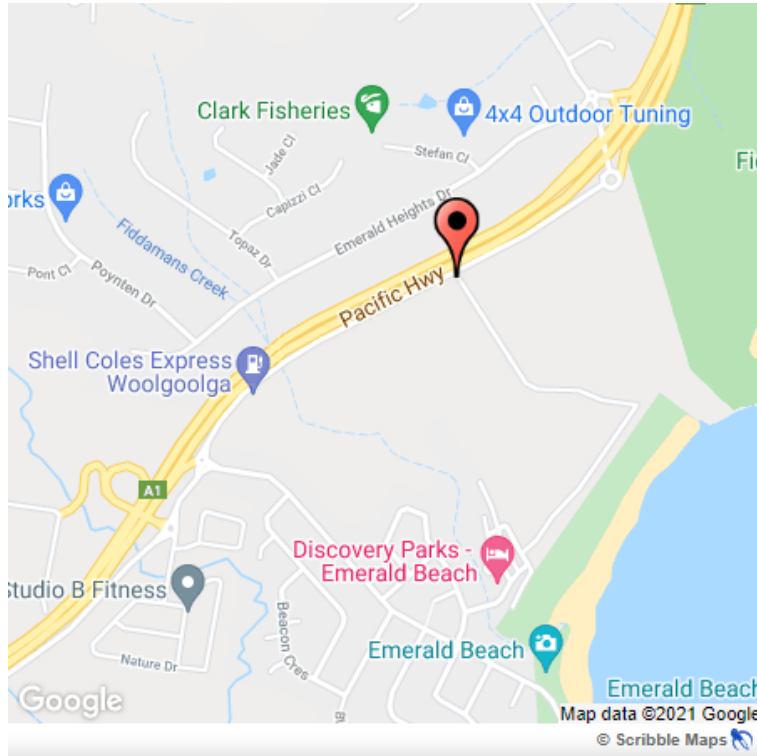 Clark Fisheries
4x4 Outdoor Tuning
Jade Cl
Stefan Cl
Fi
orks
Capizzi Cl
Emerald Heights Dr
Fiddamans Creek
Topaz Dr
Pont Cl
Poynten Dr
Pacific Hwy
Shell Coles Express
Woolgoolga
A1
Discovery Parks -
Emerald Beach
Studio B Fitness
Beacon Cres
Emerald Beach
Nature Dr
Emerald Beach
Google
Map data ©2021 Google
© Scribble Maps